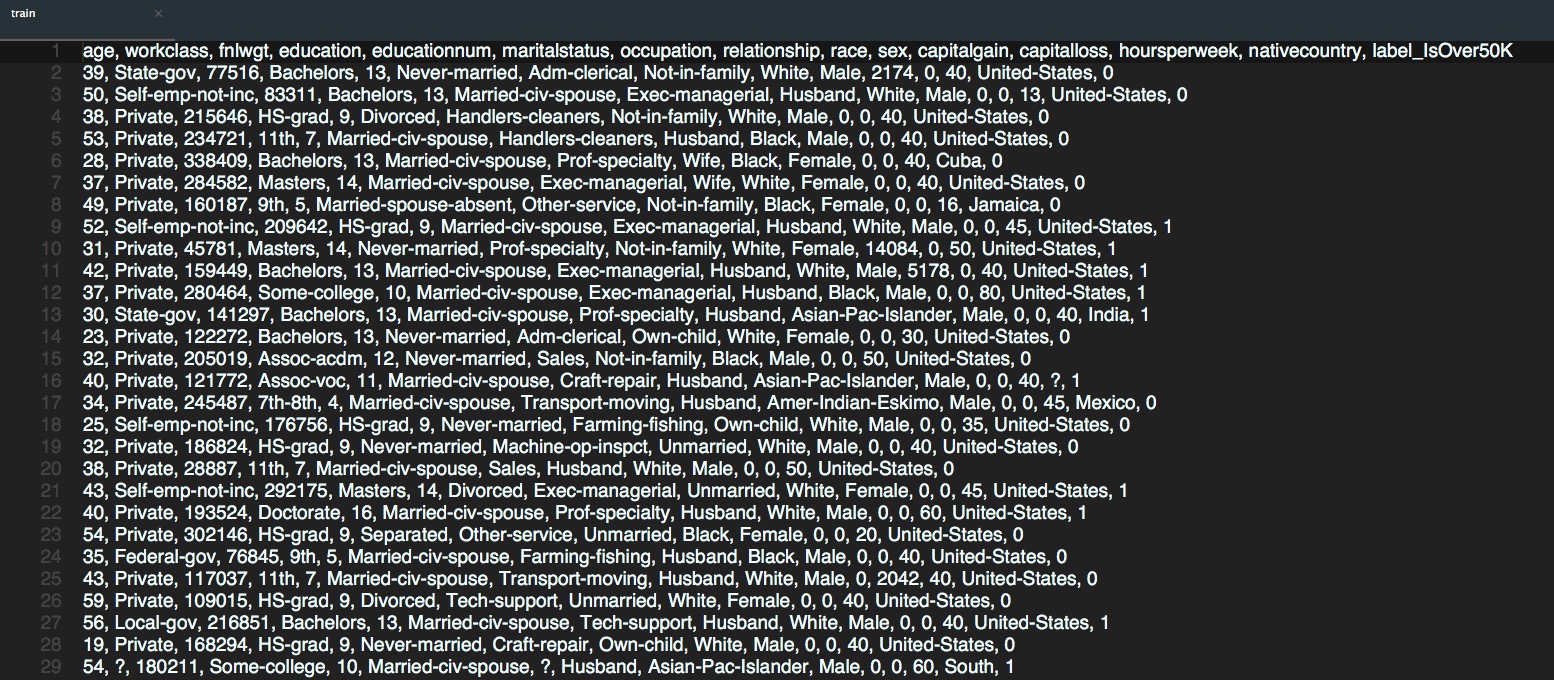 train ×
1 age, workclass, fnlwgt, education, educationnum, maritalstatus, occupation, relationship, race, sex, capitalgain, capitalloss, hoursperweek, nativecountry, label_IsOver50K
2 39, State-gov, 77516, Bachelors, 13, Never-married, Adm-clerical, Not-in-family, White, Male, 2174, 0, 40, United-States, 0
3 50, Self-emp-not-inc, 83311, Bachelors, 13, Married-civ-spouse, Exec-managerial, Husband, White, Male, 0, 0, 13, United-States, 0
4 38, Private, 215646, HS-grad, 9, Divorced, Handlers-cleaners, Not-in-family, White, Male, 0, 0, 40, United-States, 0
5 53, Private, 234721, 11th, 7, Married-civ-spouse, Handlers-cleaners, Husband, Black, Male, 0, 0, 40, United-States, 0
6 28, Private, 338409, Bachelors, 13, Married-civ-spouse, Prof-specialty, Wife, Black, Female, 0, 0, 40, Cuba, 0
7 37, Private, 284582, Masters, 14, Married-civ-spouse, Exec-managerial, Wife, White, Female, 0, 0, 40, United-States, 0
8 49, Private, 160187, 9th, 5, Married-spouse-absent, Other-service, Not-in-family, Black, Female, 0, 0, 16, Jamaica, 0
9 52, Self-emp-not-inc, 209642, HS-grad, 9, Married-civ-spouse, Exec-managerial, Husband, White, Male, 0, 0, 45, United-States, 1
10 31, Private, 45781, Masters, 14, Never-married, Prof-specialty, Not-in-family, White, Female, 14084, 0, 50, United-States, 1
11 42, Private, 159449, Bachelors, 13, Married-civ-spouse, Exec-managerial, Husband, White, Male, 5178, 0, 40, United-States, 1
12 37, Private, 280464, Some-college, 10, Married-civ-spouse, Exec-managerial, Husband, Black, Male, 0, 0, 80, United-States, 1
13 30, State-gov, 141297, Bachelors, 13, Married-civ-spouse, Prof-specialty, Husband, Asian-Pac-Islander, Male, 0, 0, 40, India, 1
14 23, Private, 122272, Bachelors, 13, Never-married, Adm-clerical, Own-child, White, Female, 0, 0, 30, United-States, 0
15 32, Private, 205019, Assoc-acdm, 12, Never-married, Sales, Not-in-family, Black, Male, 0, 0, 50, United-States, 0
16 40, Private, 121772, Assoc-voc, 11, Married-civ-spouse, Craft-repair, Husband, Asian-Pac-Islander, Male, 0, 0, 40, ?, 1
17 34, Private, 245487, 7th-8th, 4, Married-civ-spouse, Transport-moving, Husband, Amer-Indian-Eskimo, Male, 0, 0, 45, Mexico, 0
18 25, Self-emp-not-inc, 176756, HS-grad, 9, Never-married, Farming-fishing, Own-child, White, Male, 0, 0, 35, United-States, 0
19 32, Private, 186824, HS-grad, 9, Never-married, Machine-op-inspct, Unmarried, White, Male, 0, 0, 40, United-States, 0
20 38, Private, 28887, 11th, 7, Married-civ-spouse, Sales, Husband, White, Male, 0, 0, 50, United-States, 0
21 43, Self-emp-not-inc, 292175, Masters, 14, Divorced, Exec-managerial, Unmarried, White, Female, 0, 0, 45, United-States, 1
22 40, Private, 193524, Doctorate, 16, Married-civ-spouse, Prof-specialty, Husband, White, Male, 0, 0, 60, United-States, 1
23 54, Private, 302146, HS-grad, 9, Separated, Other-service, Unmarried, Black, Female, 0, 0, 20, United-States, 0
24 35, Federal-gov, 76845, 9th, 5, Married-civ-spouse, Farming-fishing, Husband, Black, Male, 0, 0, 40, United-States, 0
25 43, Private, 117037, 11th, 7, Married-civ-spouse, Transport-moving, Husband, White, Male, 0, 2042, 40, United-States, 0
26 59, Private, 109015, HS-grad, 9, Divorced, Tech-support, Unmarried, White, Female, 0, 0, 40, United-States, 0
27 56, Local-gov, 216851, Bachelors, 13, Married-civ-spouse, Tech-support, Husband, White, Male, 0, 0, 40, United-States, 1
28 19, Private, 168294, HS-grad, 9, Never-married, Craft-repair, Own-child, White, Male, 0, 0, 40, United-States, 0
29 54, ?, 180211, Some-college, 10, Married-civ-spouse, ?, Husband, Asian-Pac-Islander, Male, 0, 0, 60, South, 1